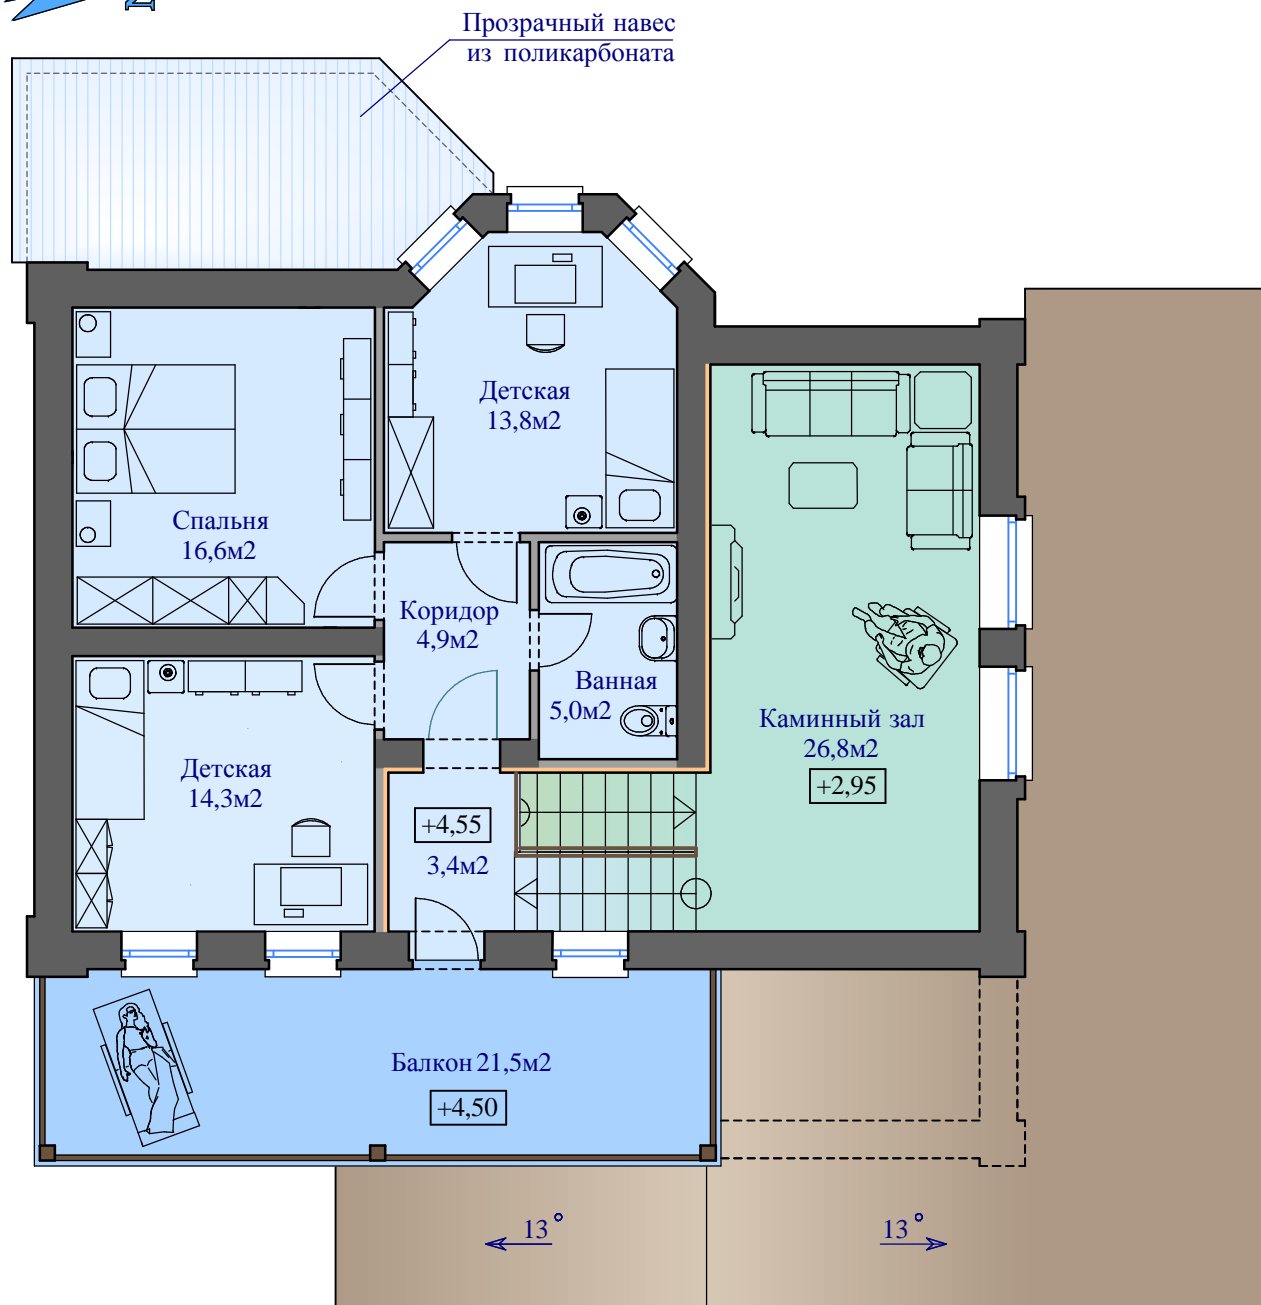 Прозрачный навес
из поликарбоната
Детская
13,8м2
Спальня
16,6м2
Коридор
4,9м2
Ванная
5,0м2
Каминный зал
26,8м2
+2,95
Детская
14,3м2
+4,55
3,4м2
Балкон 21,5м2
+4,50
13°
13°